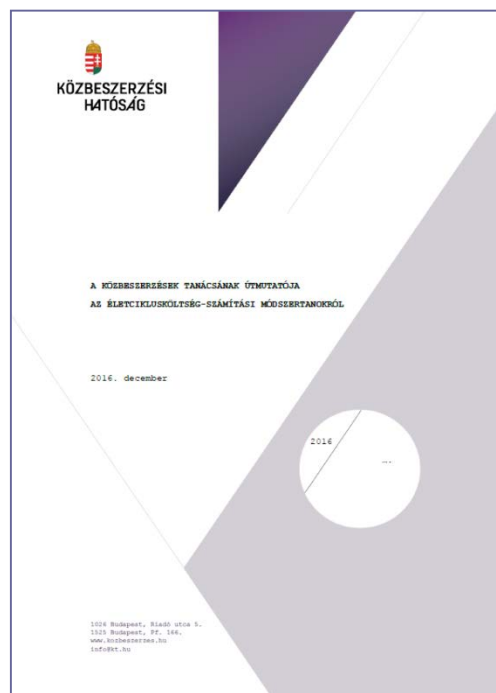 KÖZBESZERZÉSI
HATÓSÁG
A KÖZBESZERZÉSEK TANÁCSÁNAK ÚTMUTATÓJA
AZ ÉLETCIKLUSKÖLTSÉG-SZÁMÍTÁSI MÓDSZERTANOKRÓL
2016. december
2016
1026 Budapest, Riadó utca 5.
1525 Budapest, Pf. 166.
www.kozbeszerzes.hu
info@kt.hu